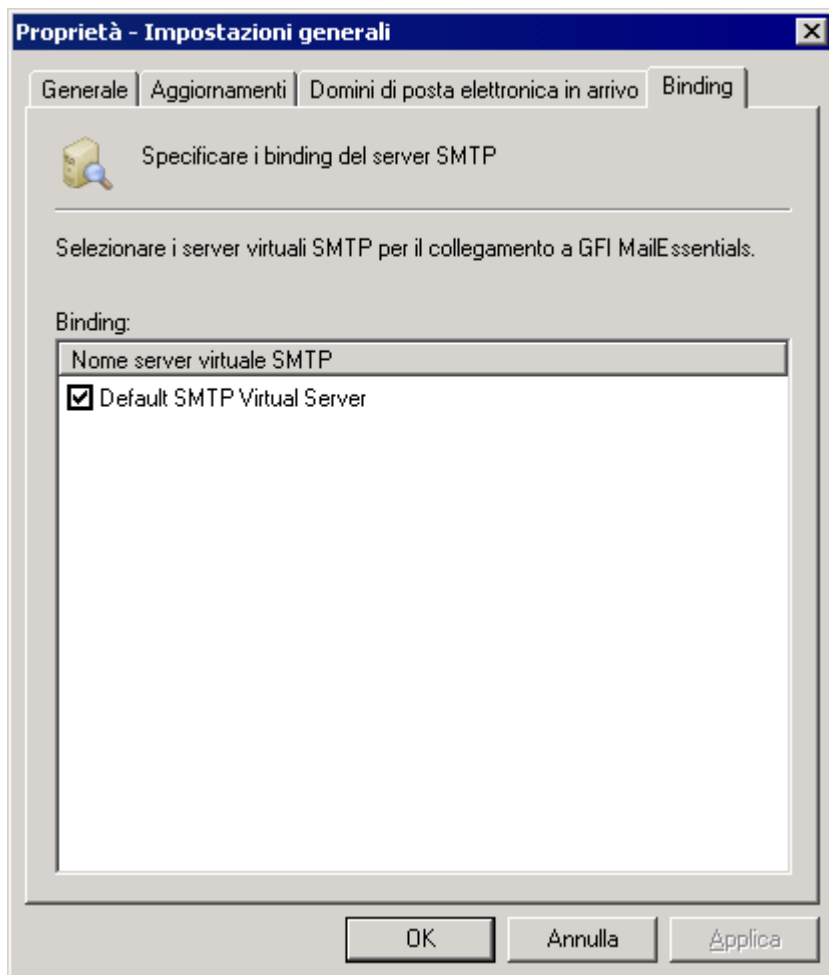 Proprietà - Impostazioni generali
Generale Aggiornamenti Domini di posta elettronica in arrivo Binding
Specificare i binding del server SMTP
Selezionare i server virtuali SMTP per il collegamento a GFI MailEssentials.
Binding:
Nome server virtuale SMTP
Default SMTP Virtual Server
OK Annulla Applica